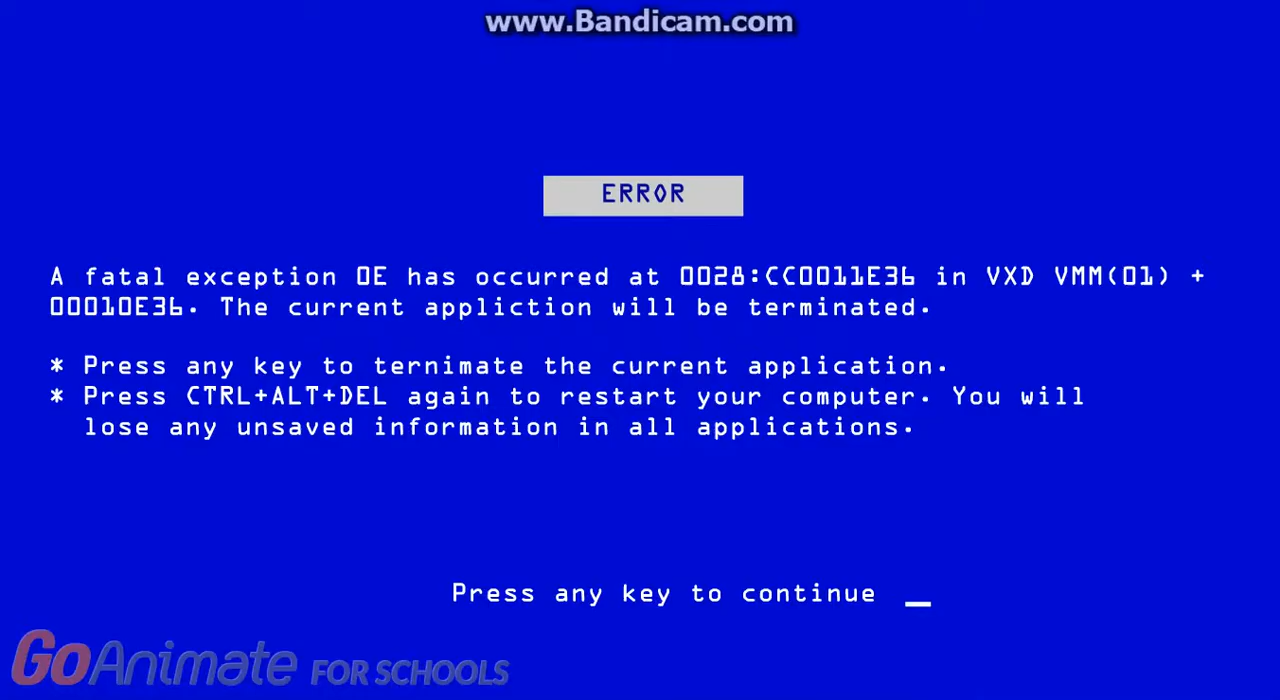 www.Bandicam.com
ERROR
A fatal exception 0E has occurred at 0028:CC0011E36 in VXD VMM(01) +
00010E36. The current appliction will be terminated.
* Press any key to ternimate the current application.
* Press CTRL+ALT+DEL again to restart your computer. You will
lose any unsaved information in all applications.
Press any key to continue _
GoAnimate FOR SCHOOLS